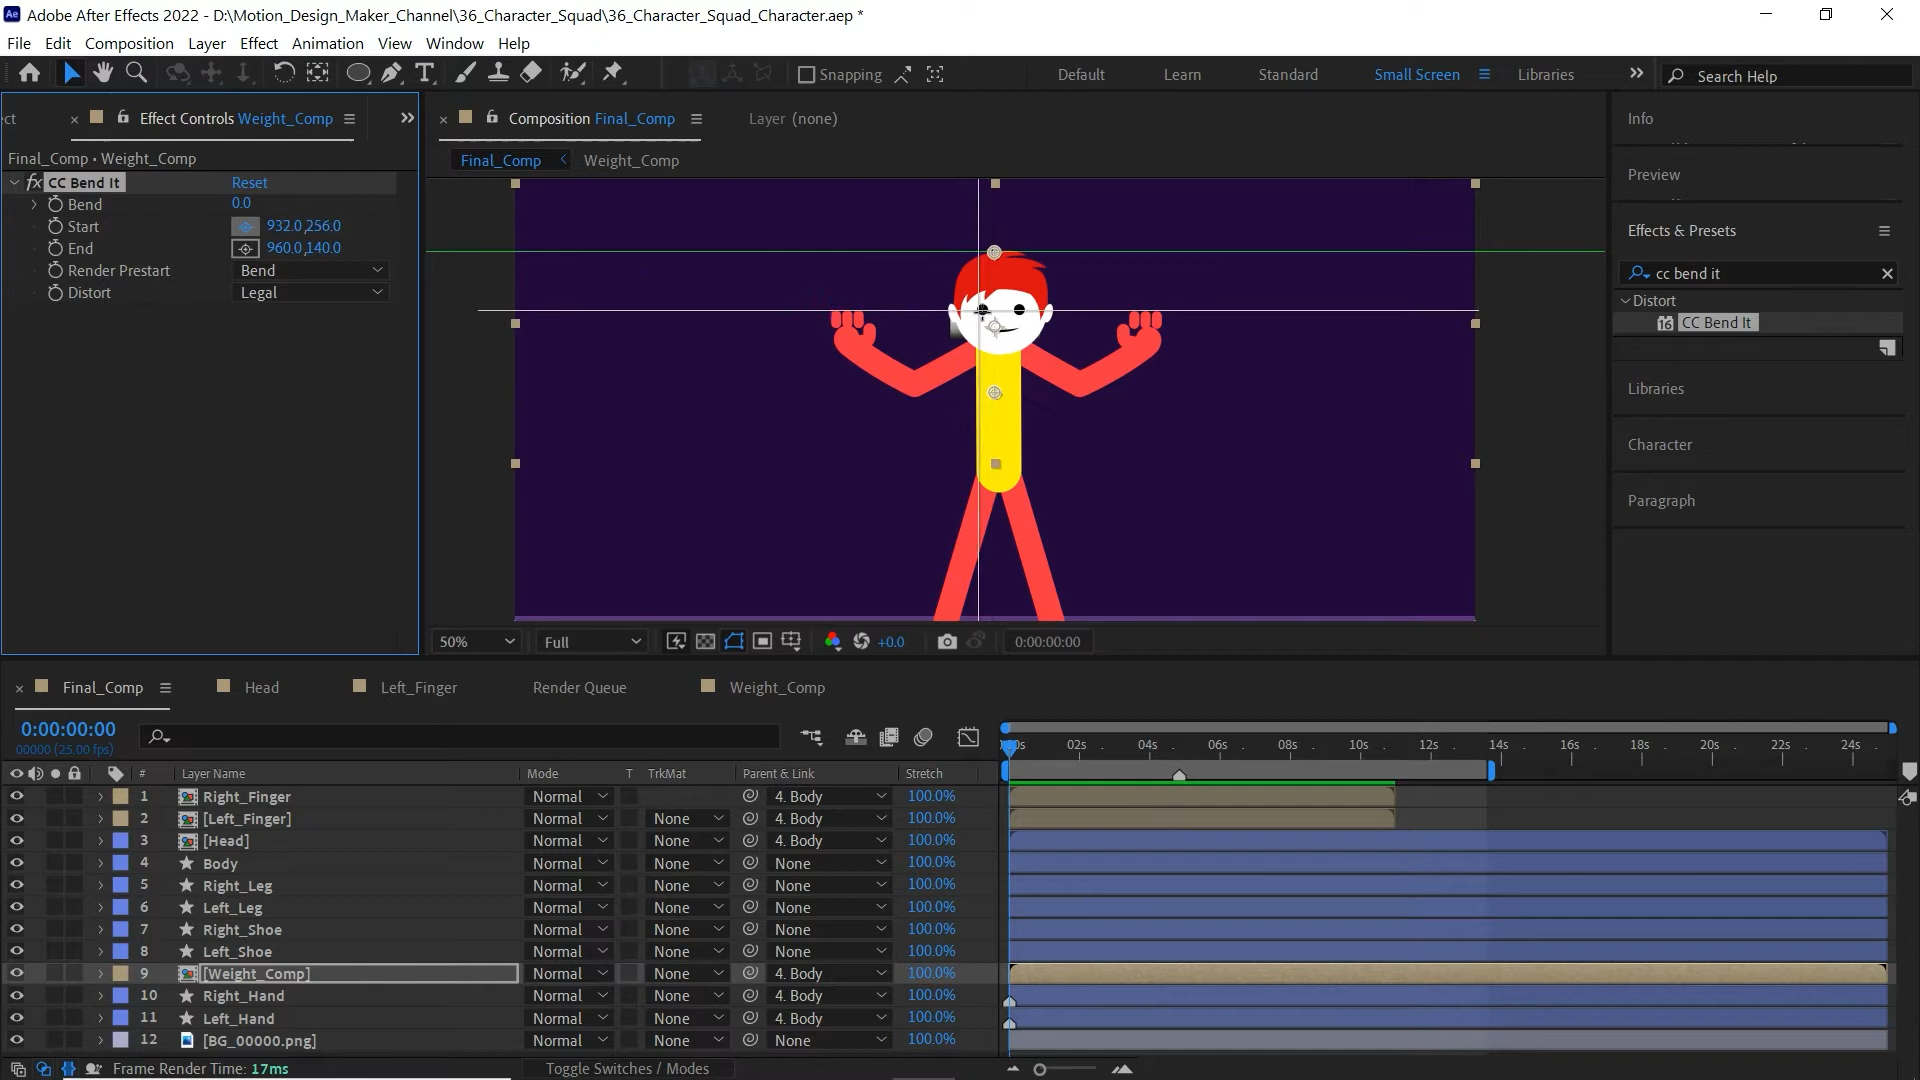 Adobe After Effects 2022 - D:\Motion_Design_Maker_Channel\36_Character_Squad\36_Character_Squad_Character.aep *
File Edit Composition Layer Effect Animation View Window Help
Snapping Default Learn Standard Small Screen Libraries Search Help
ect Effect Controls Weight_Comp
Composition Final_Comp Layer (none)
Info
Final_Comp • Weight_Comp
Final_Comp Weight_Comp
fx CC Bend It Reset
Bend 0.0
Start 932.0,256.0
End 960.0,140.0
Render Prestart Bend
Distort Legal
Preview
Effects & Presets
cc bend it
Distort
16 CC Bend It
Libraries
Character
Paragraph
50% Full +0.0 0:00:00:00
Final_Comp Head Left_Finger Render Queue Weight_Comp
0:00:00:00
00000 (25.00 fps)
00s 02s 04s 06s 08s 10s 12s 14s 16s 18s 20s 22s 24s
# Layer Name Mode T TrkMat Parent & Link Stretch
1 Right_Finger Normal 4. Body 100.0%
2 [Left_Finger] Normal None 4. Body 100.0%
3 [Head] Normal None 4. Body 100.0%
4 Body Normal None None 100.0%
5 Right_Leg Normal None None 100.0%
6 Left_Leg Normal None None 100.0%
7 Right_Shoe Normal None None 100.0%
8 Left_Shoe Normal None None 100.0%
9 [Weight_Comp] Normal None 4. Body 100.0%
10 Right_Hand Normal None 4. Body 100.0%
11 Left_Hand Normal None 4. Body 100.0%
12 [BG_00000.png] Normal None None 100.0%
Frame Render Time: 17ms Toggle Switches / Modes